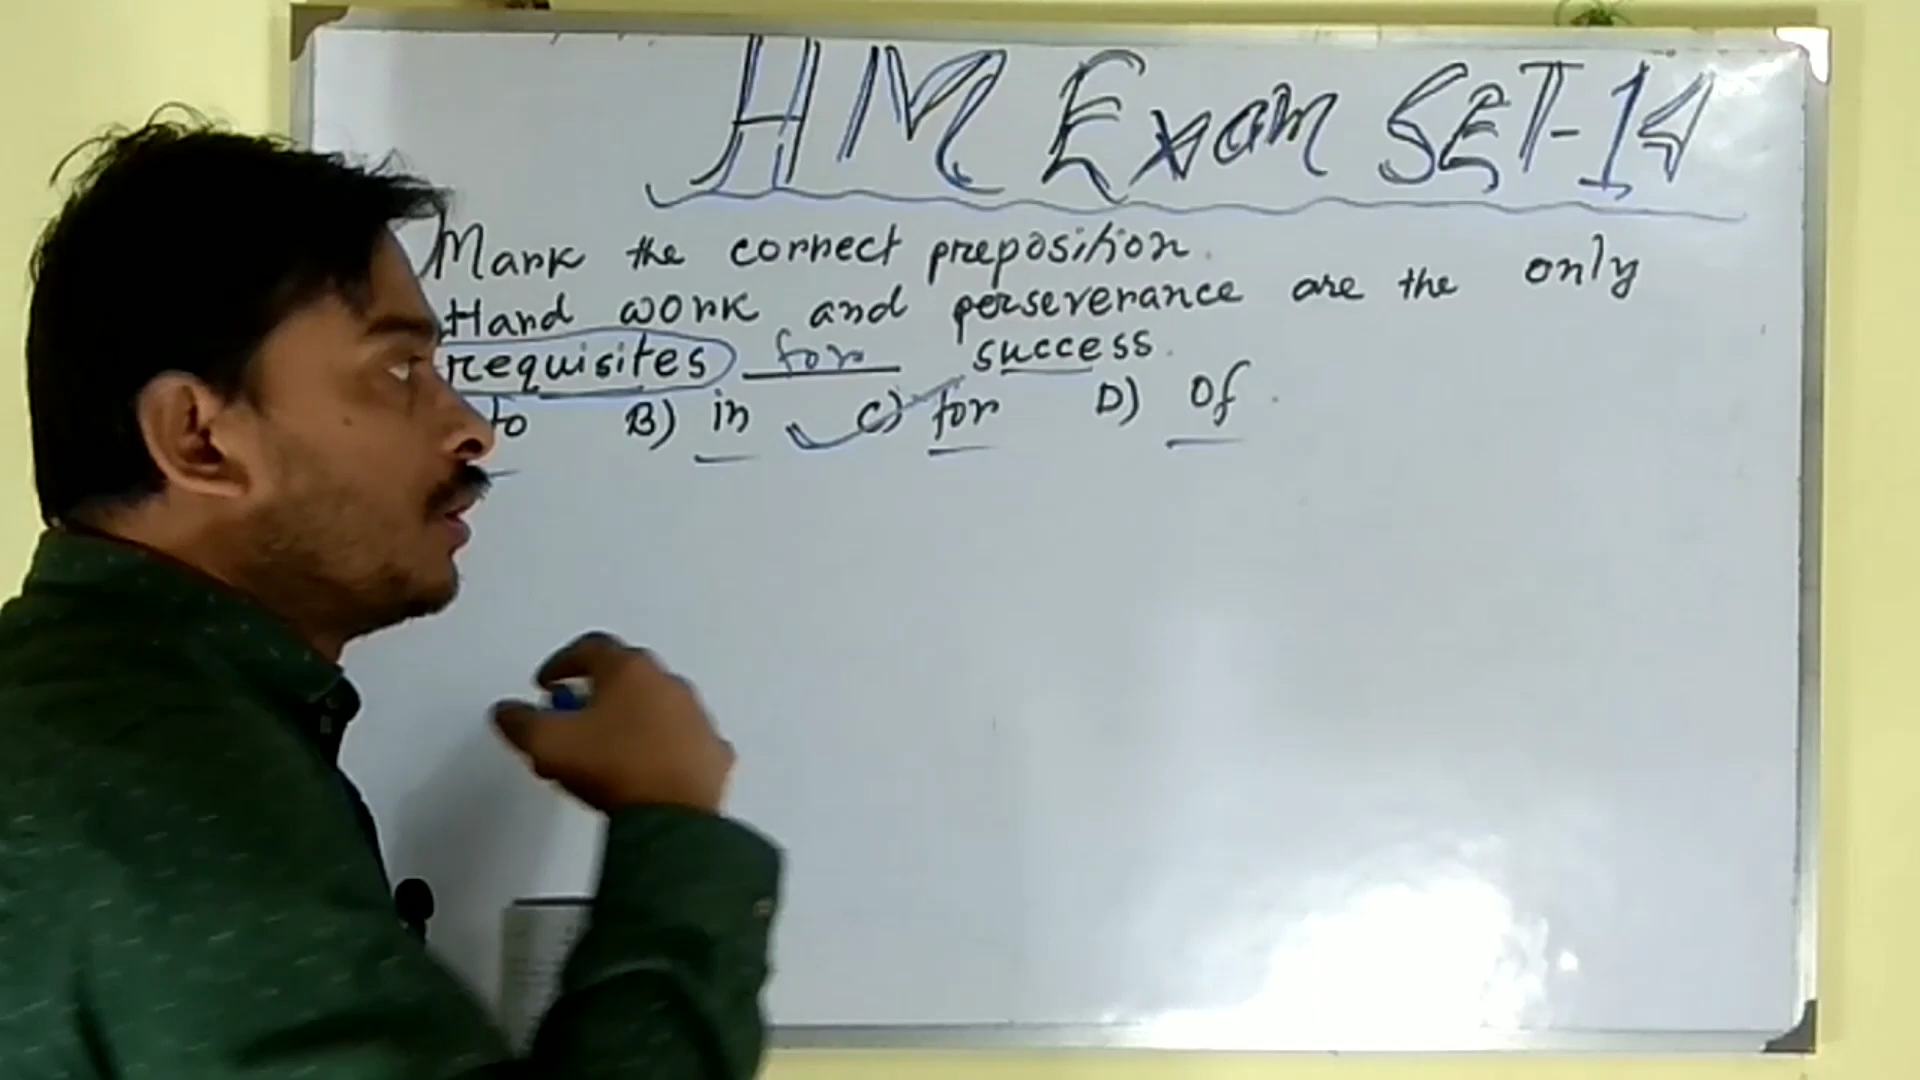 HM Exam SET-14
Mark the correct preposition.
Hard work and perseverance are the only
requisites for success.
to B) in C) for D) Of.